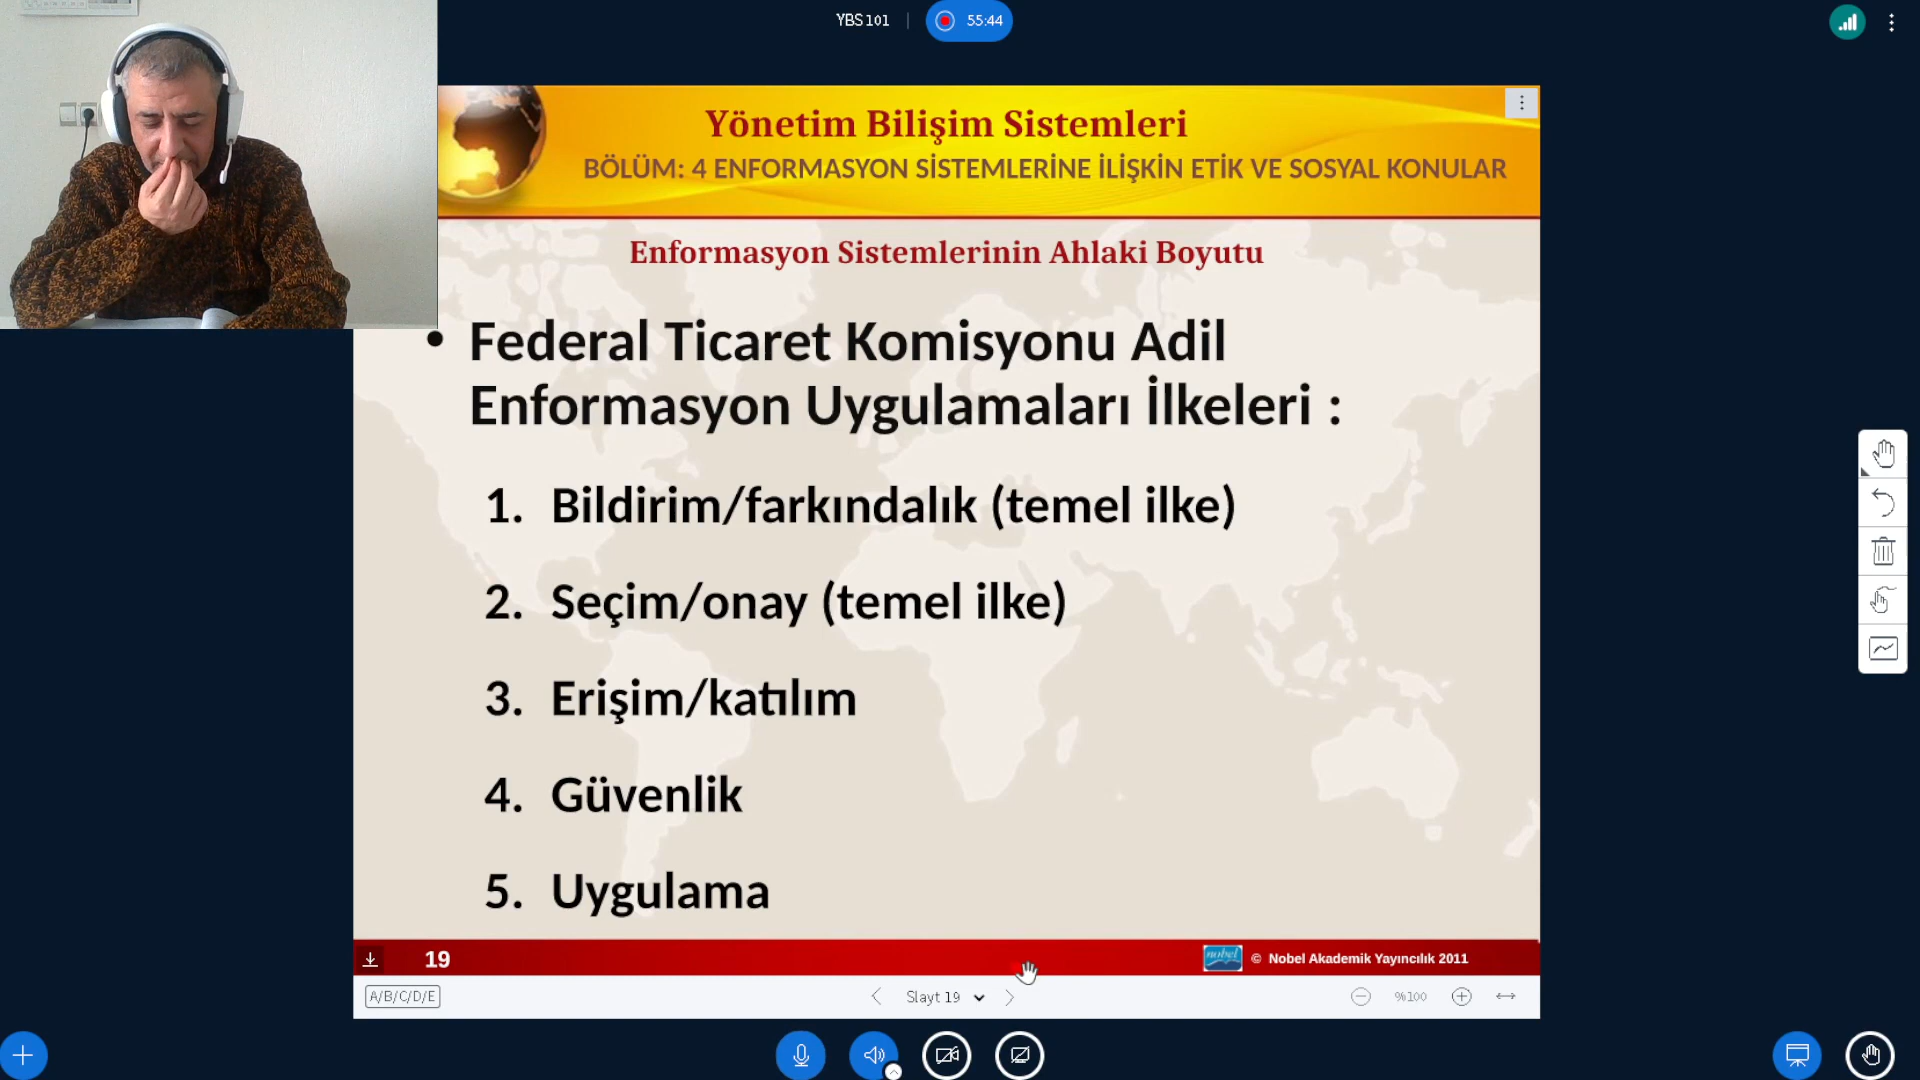 YBS 101
55:44
Yönetim Bilişim Sistemleri
BÖLÜM: 4 ENFORMASYON SİSTEMLERİNE İLİŞKİN ETİK VE SOSYAL KONULAR
Enformasyon Sistemlerinin Ahlaki Boyutu
• Federal Ticaret Komisyonu Adil
Enformasyon Uygulamaları İlkeleri :
1. Bildirim/farkındalık (temel ilke)
2. Seçim/onay (temel ilke)
3. Erişim/katılım
4. Güvenlik
5. Uygulama
19
nobel
© Nobel Akademik Yayıncılık 2011
A/B/C/D/E
Slayt 19
%100